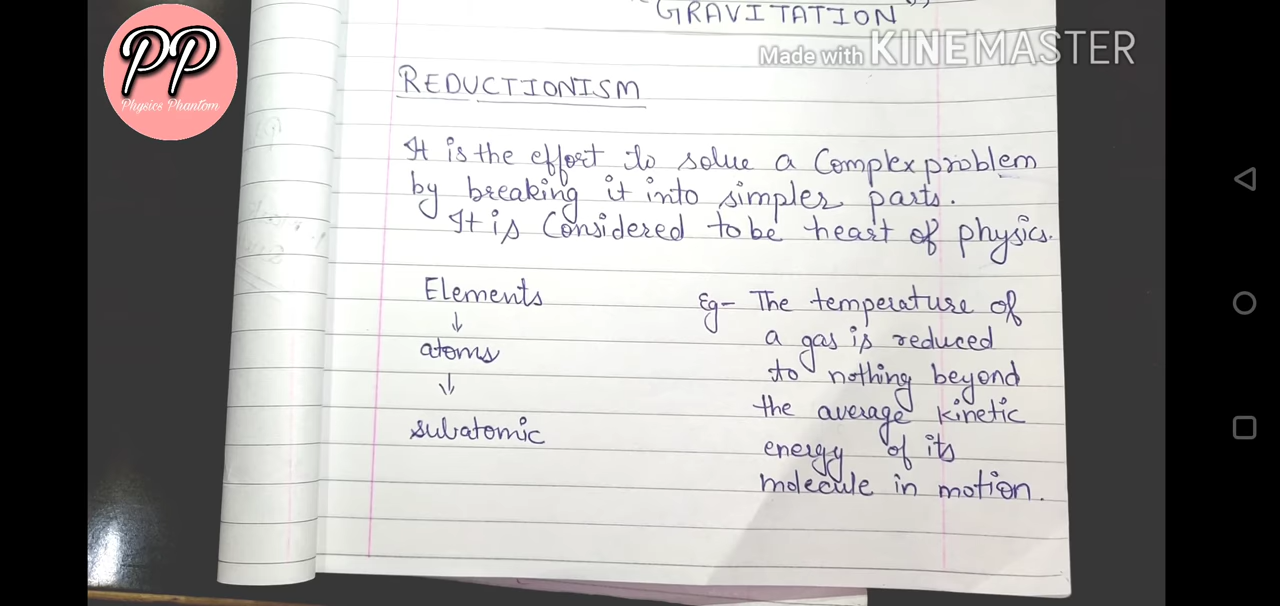 "GRAVITATION"
Made with KINEMASTER
PP
Physics Phantom
REDUCTIONISM
It is the effort to solve a Complex problem
by breaking it into simpler parts.
It is Considered to be heart of physics.
Elements
↓
atoms
↓
subatomic
Eg- The temperature of
a gas is reduced
to nothing beyond
the average kinetic
energy of its
molecule in motion.